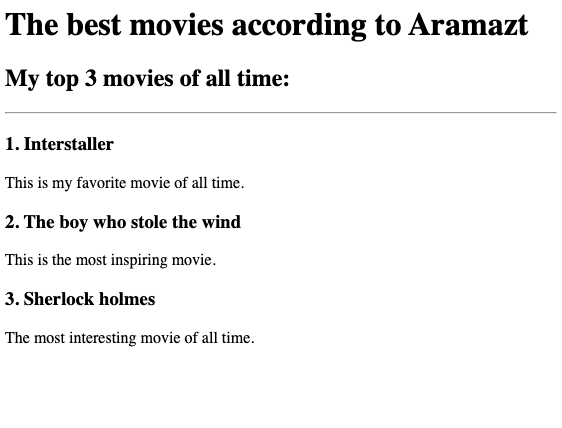 The best movies according to Aramazt
My top 3 movies of all time:
1. Interstaller
This is my favorite movie of all time.
2. The boy who stole the wind
This is the most inspiring movie.
3. Sherlock holmes
The most interesting movie of all time.